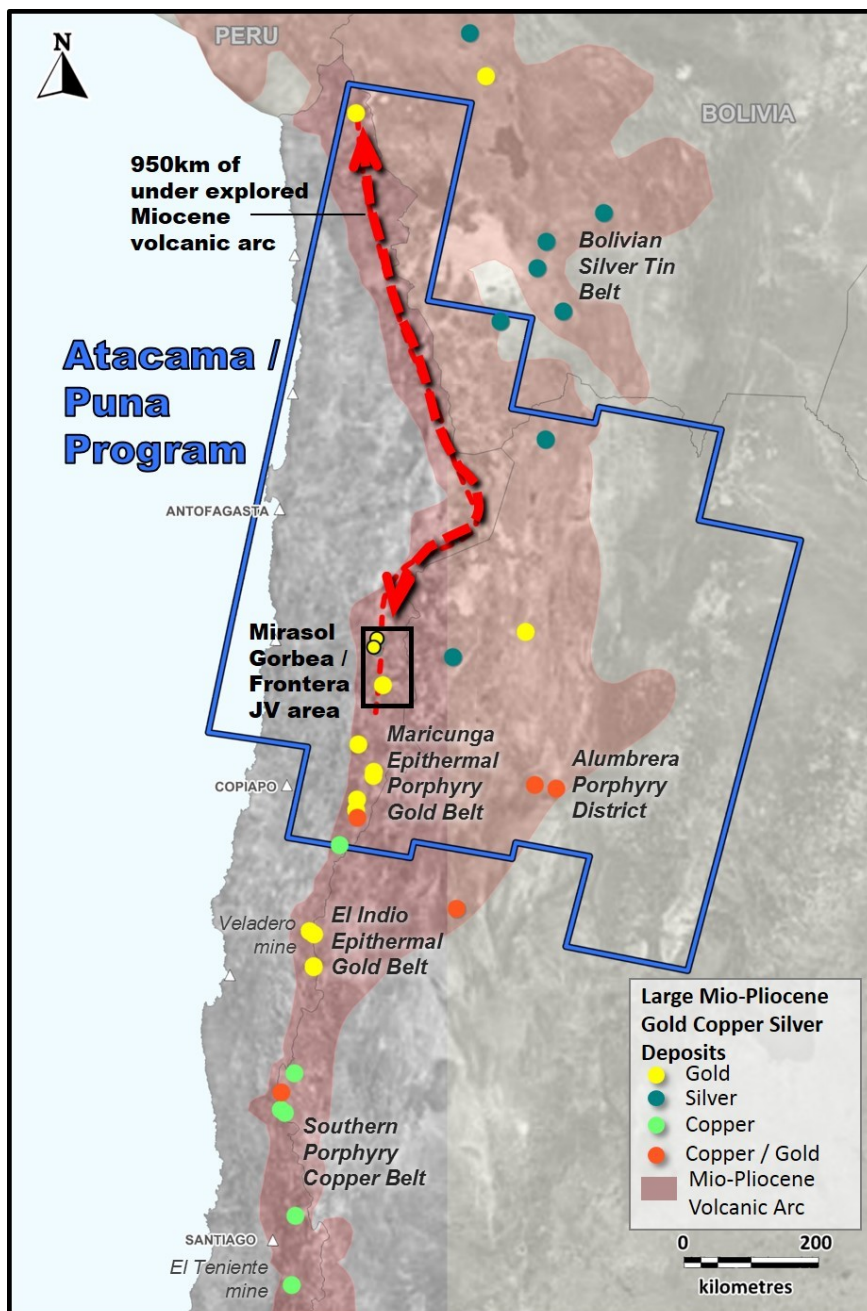 PERU
N
BOLIVIA
950km of
under explored
Miocene
volcanic arc
Bolivian
Silver Tin
Belt
Atacama /
Puna
Program
ANTOFAGASTA
Mirasol
Gorbea /
Frontera
JV area
Maricunga
Epithermal
Porphyry
Gold Belt
Alumbrera
Porphyry
District
COPIAPO
Veladero
mine
El Indio
Epithermal
Gold Belt
Southern
Porphyry
Copper Belt
SANTIAGO
El Teniente
mine
Large Mio-Pliocene
Gold Copper Silver
Deposits
Gold
Silver
Copper
Copper / Gold
Mio-Pliocene
Volcanic Arc
0 200
kilometres